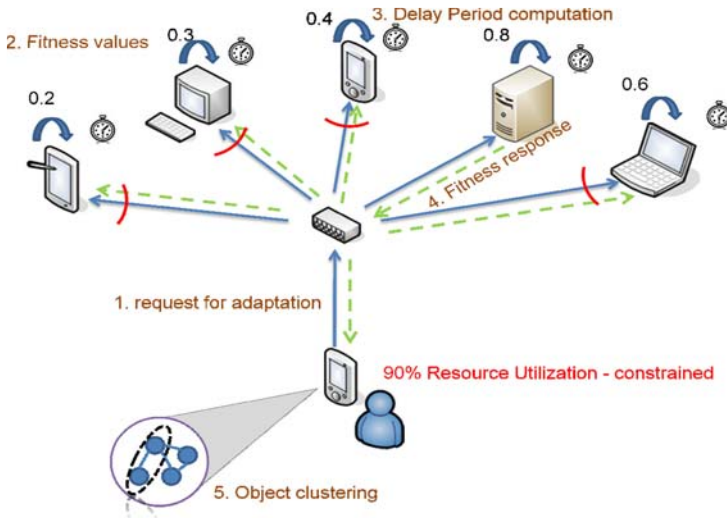 0.4
3. Delay Period computation
2. Fitness values
0.3
0.8
0.2
0.6
4. Fitness response
1. request for adaptation
90% Resource Utilization - constrained
5. Object clustering